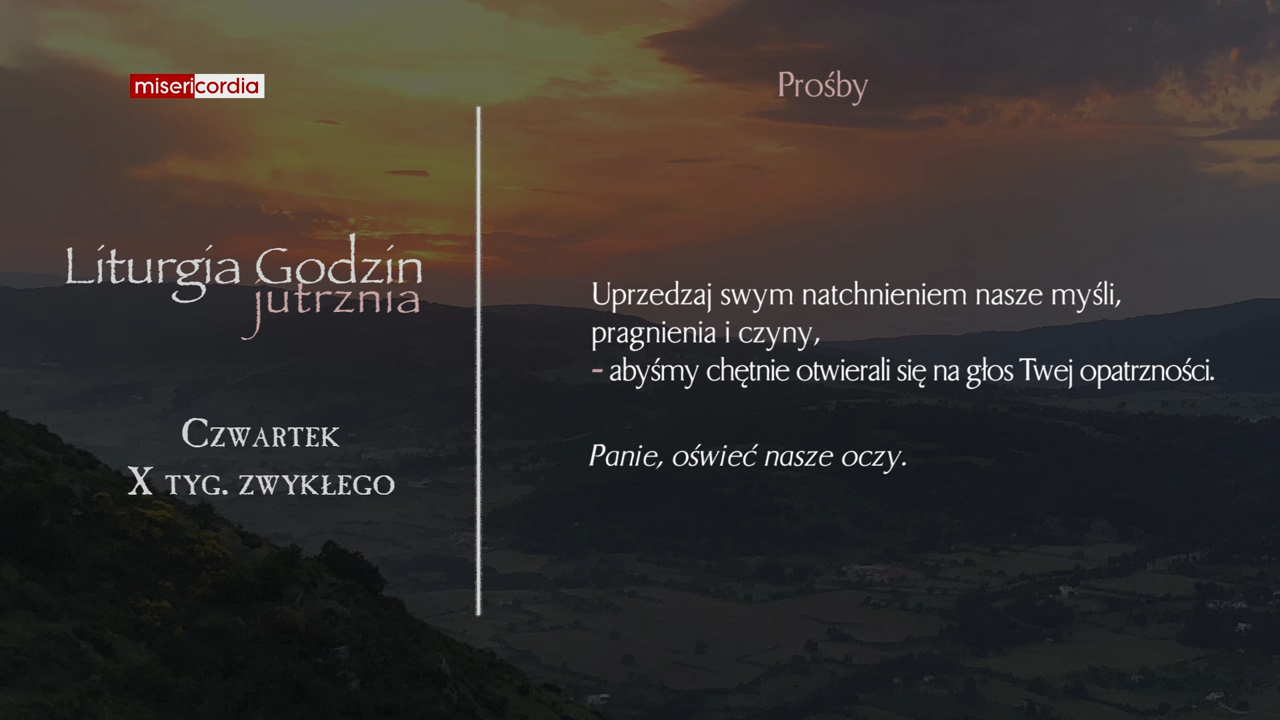 misericordia
Prośby
Liturgia Godzin
jutrznia
Czwartek
X tyg. zwykłego
Uprzedzaj swym natchnieniem nasze myśli,
pragnienia i czyny,
- abyśmy chętnie otwierali się na głos Twej opatrzności.
Panie, oświeć nasze oczy.